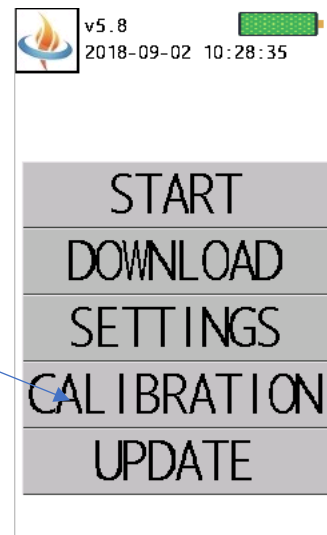 v5.8
2018-09-02 10:28:35
START
DOWNLOAD
SETTINGS
CALIBRATION
UPDATE